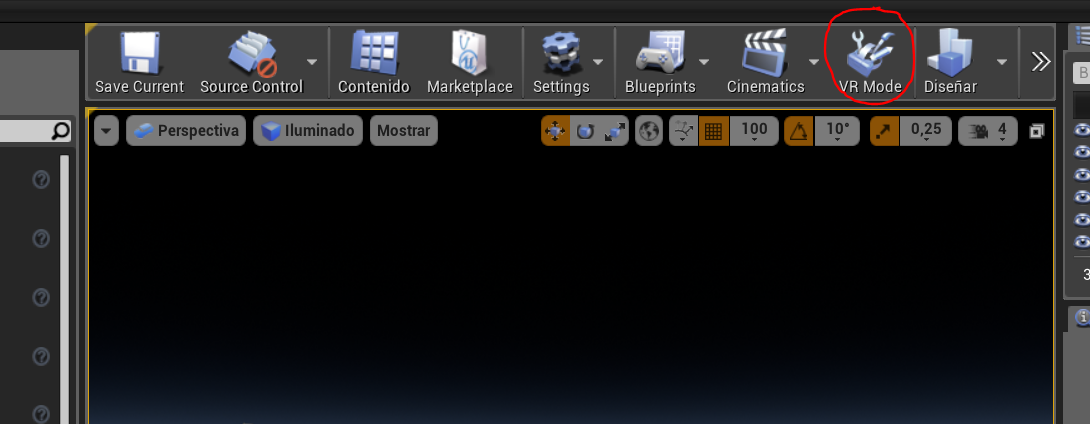 Save Current
Source Control
Contenido
Marketplace
Settings
Blueprints
Cinematics
VR Mode
Diseñar
B
Perspectiva
Iluminado
Mostrar
100
10°
0,25
4
3